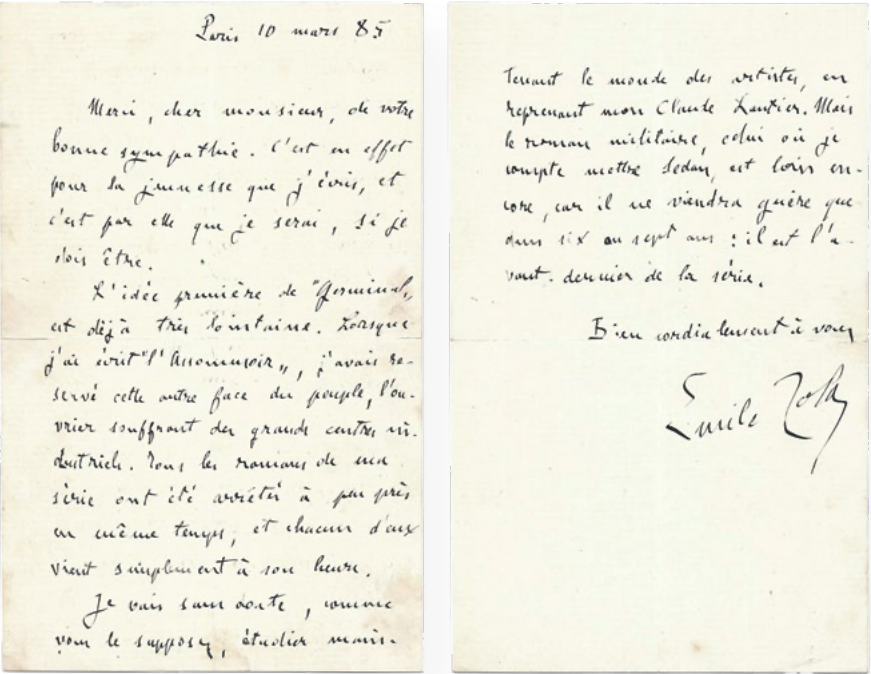 Paris 10 mars 85
Merci, cher monsieur, de votre
bonne sympathie. C'est en effet
pour la jeunesse que j'écris, et
c'est par elle que je serai, si je
dois être.
L'idée première de "Germinal„
est déjà très lointaine. Lorsque
j'ai écrit "l'Assommoir„, j'avais ré-
servé cette autre face du peuple, l'ou-
vrier souffrant des grands centres in-
dustriels. Tous les romans de ma
série ont été arrêtés à peu près
en même temps, et chacun d'eux
vient simplement à son heure.
Je vais sans doute, comme
vous le supposez, étudier main-
tenant le monde des artistes, en
reprenant mon Claude Lantier. Mais
le roman militaire, celui où je
compte mettre Sedan, est loin en-
core, car il ne viendra guère que
dans six ou sept ans : il est l'a-
vant-dernier de la série.
Bien cordialement à vous
Emile Zola